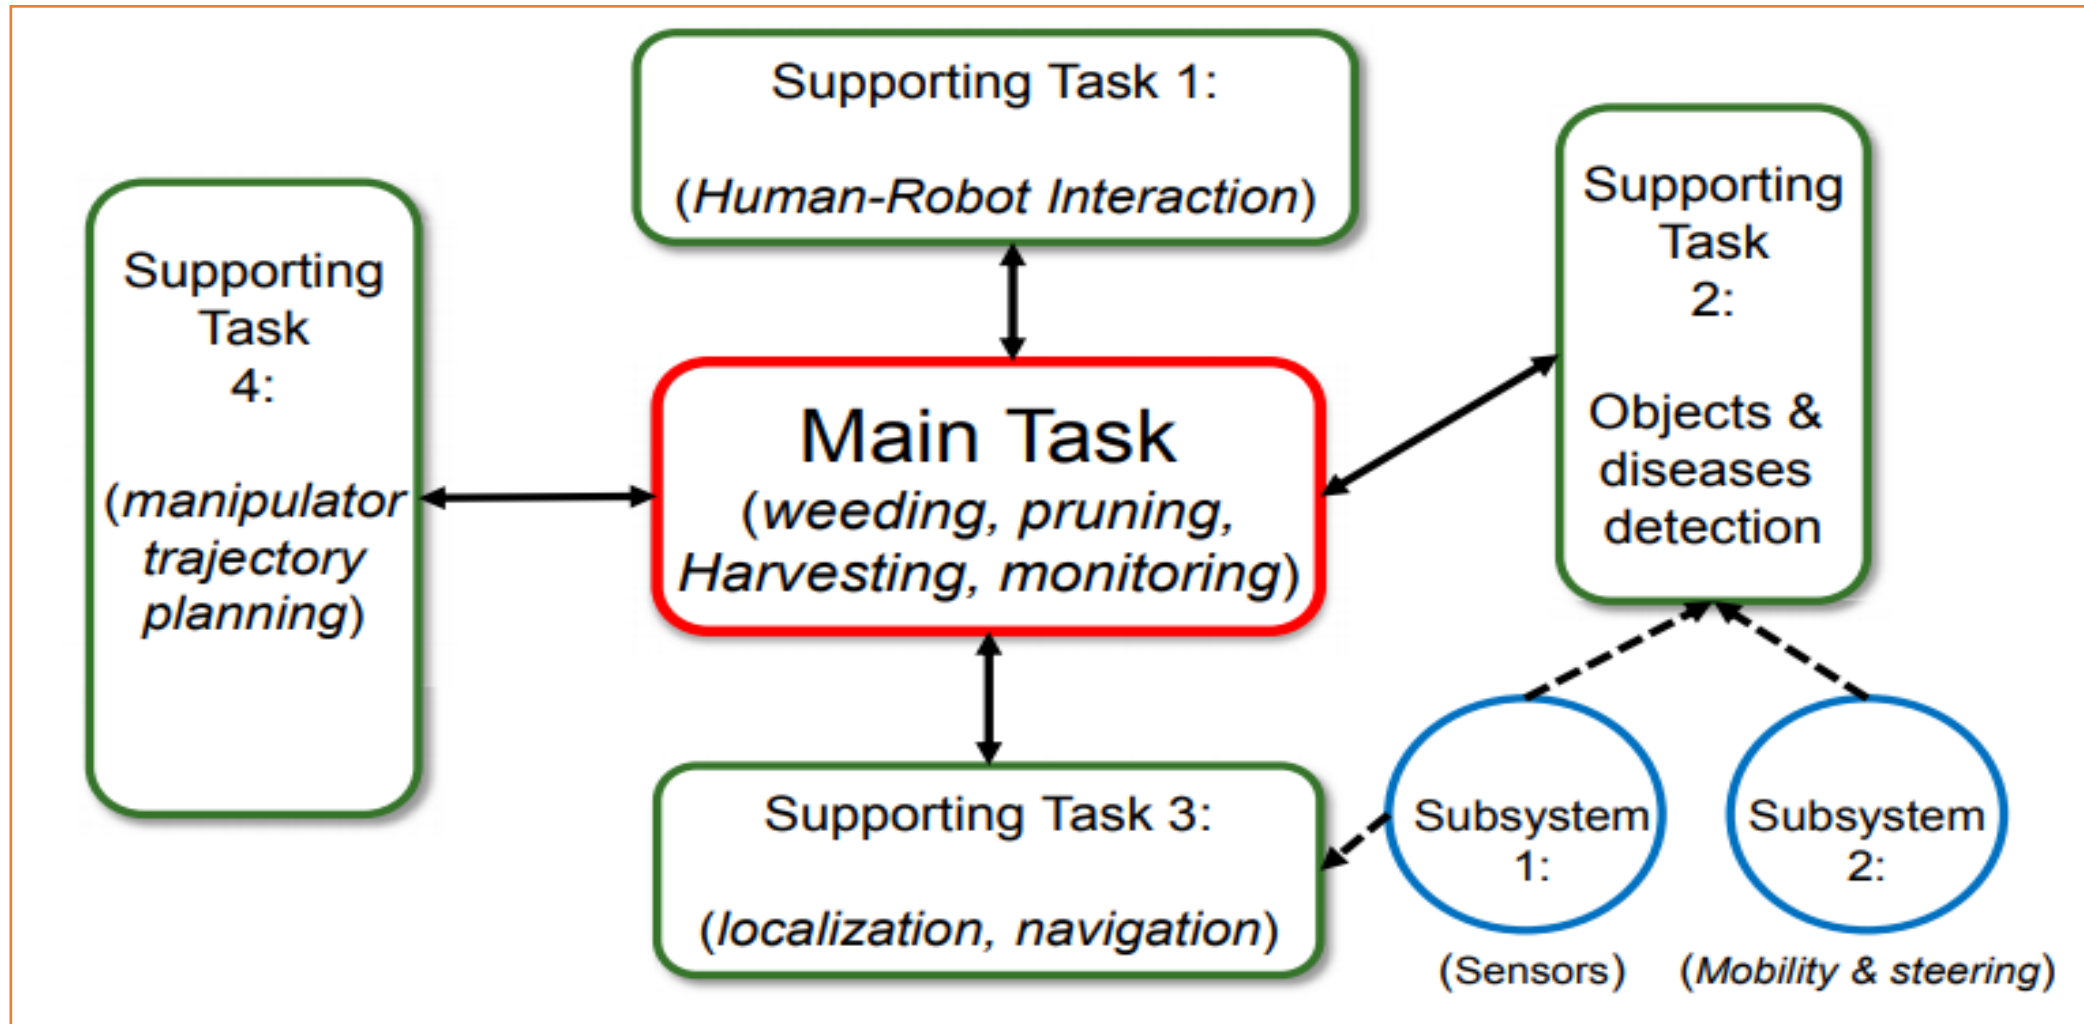 Supporting Task 1:
(Human-Robot Interaction)
Supporting
Task
2:
Objects &
diseases
detection
Supporting
Task
4:
(manipulator
trajectory
planning)
Main Task
(weeding, pruning,
Harvesting, monitoring)
Supporting Task 3:
(localization, navigation)
Subsystem
1:
(Sensors)
Subsystem
2:
(Mobility & steering)